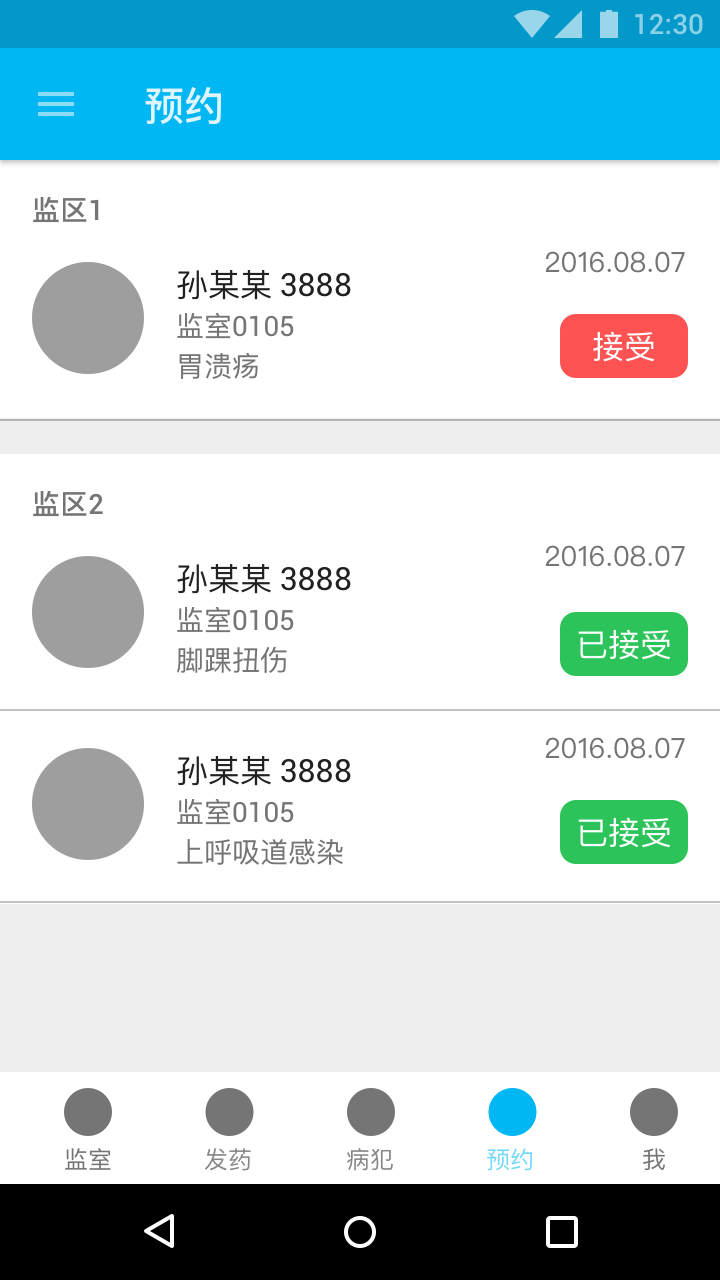 12:30
预约
监区1
2016.08.07
孙某某 3888
监室0105
胃溃疡
接受
监区2
2016.08.07
孙某某 3888
监室0105
脚踝扭伤
已接受
2016.08.07
孙某某 3888
监室0105
上呼吸道感染
已接受
监室 发药 病犯 预约 我